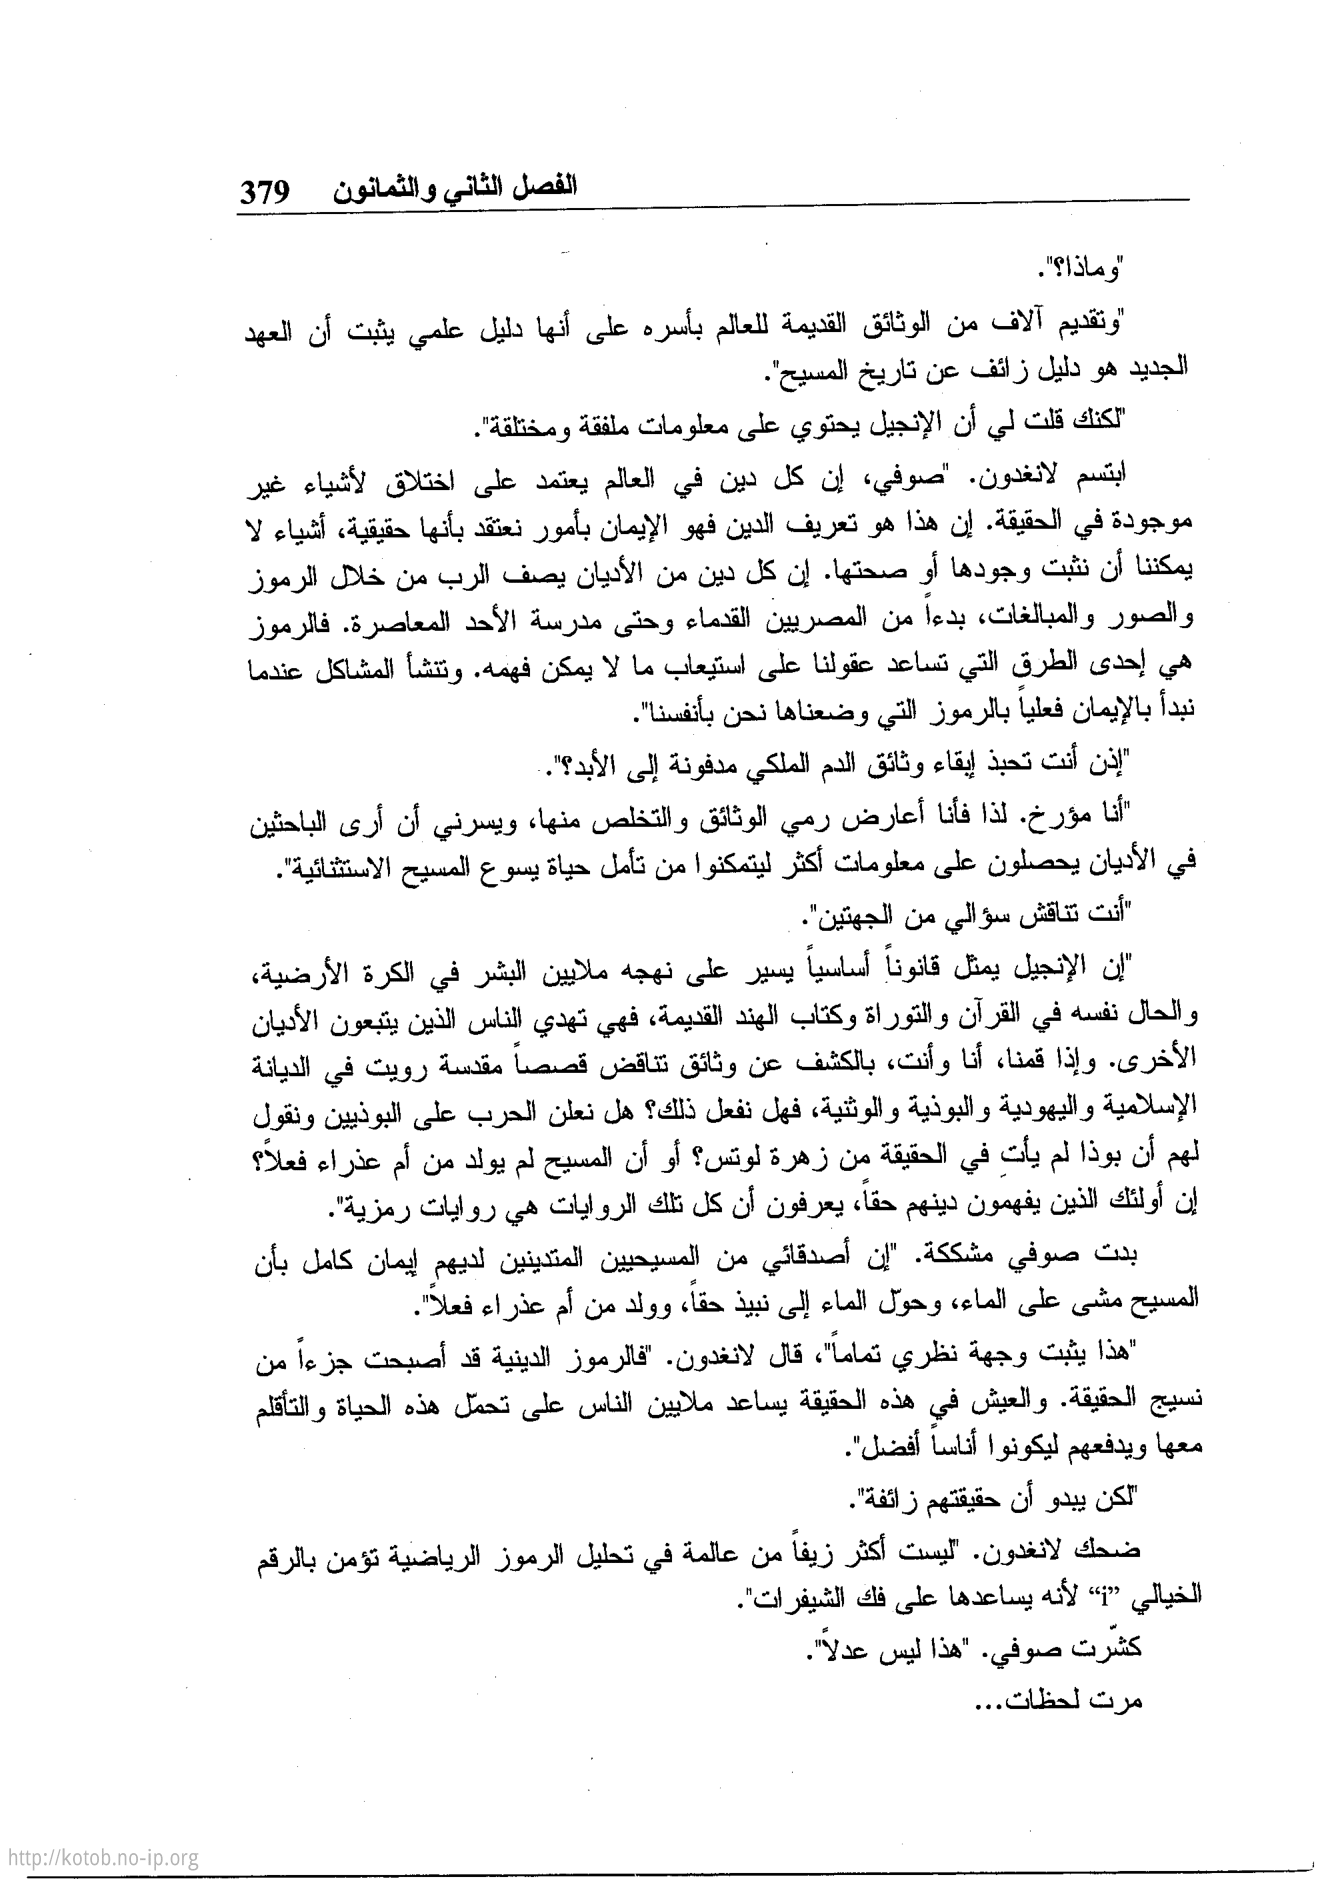 الفصل الثاني والثمانون 379
"وماذا؟".
"وتقديم آلاف من الوثائق القديمة للعالم بأسره على أنها دليل علمي يثبت أن العهد
الجديد هو دليل زائف عن تاريخ المسيح".
"لكنك قلت لي أن الإنجيل يحتوي على معلومات ملفقة ومختلقة".
ابتسم لانغدون. "صوفي، إن كل دين في العالم يعتمد على اختلاق لأشياء غير
موجودة في الحقيقة. إن هذا هو تعريف الدين فهو الإيمان بأمور نعتقد بأنها حقيقية، أشياء لا
يمكننا أن نثبت وجودها أو صحتها. إن كل دين من الأديان يصف الرب من خلال الرموز
والصور والمبالغات، بدءاً من المصريين القدماء وحتى مدرسة الأحد المعاصرة. فالرموز
هي إحدى الطرق التي تساعد عقولنا على استيعاب ما لا يمكن فهمه. وتنشأ المشاكل عندما
نبدأ بالإيمان فعلياً بالرموز التي وضعناها نحن بأنفسنا".
"إذن أنت تحبذ إبقاء وثائق الدم الملكي مدفونة إلى الأبد؟".
"أنا مؤرخ. لذا فأنا أعارض رمي الوثائق والتخلص منها، ويسرني أن أرى الباحثين
في الأديان يحصلون على معلومات أكثر ليتمكنوا من تأمل حياة يسوع المسيح الاستثنائية".
"أنت تناقش سؤالي من الجهتين".
"إن الإنجيل يمثل قانوناً أساسياً يسير على نهجه ملايين البشر في الكرة الأرضية،
والحال نفسه في القرآن والتوراة وكتاب الهند القديمة، فهي تهدي الناس الذين يتبعون الأديان
الأخرى. وإذا قمنا، أنا وأنت، بالكشف عن وثائق تناقض قصصاً مقدسة رويت في الديانة
الإسلامية واليهودية والبوذية والوثنية، فهل نفعل ذلك؟ هل نعلن الحرب على البوذيين ونقول
لهم أن بوذا لم يأتِ في الحقيقة من زهرة لوتس؟ أو أن المسيح لم يولد من أم عذراء فعلاً؟
إن أولئك الذين يفهمون دينهم حقاً، يعرفون أن كل تلك الروايات هي روايات رمزية".
بدت صوفي مشككة. "إن أصدقائي من المسيحيين المتدينين لديهم إيمان كامل بأن
المسيح مشى على الماء، وحوّل الماء إلى نبيذ حقاً، وولد من أم عذراء فعلاً".
"هذا يثبت وجهة نظري تماماً"، قال لانغدون. "فالرموز الدينية قد أصبحت جزءاً من
نسيج الحقيقة. والعيش في هذه الحقيقة يساعد ملايين الناس على تحمّل هذه الحياة والتأقلم
معها ويدفعهم ليكونوا أناساً أفضل".
"لكن يبدو أن حقيقتهم زائفة".
ضحك لانغدون. "ليست أكثر زيفاً من عالمة في تحليل الرموز الرياضية تؤمن بالرقم
الخيالي "i" لأنه يساعدها على فك الشيفرات".
كشّرت صوفي. "هذا ليس عدلاً".
مرت لحظات...
http://kotob.no-ip.org